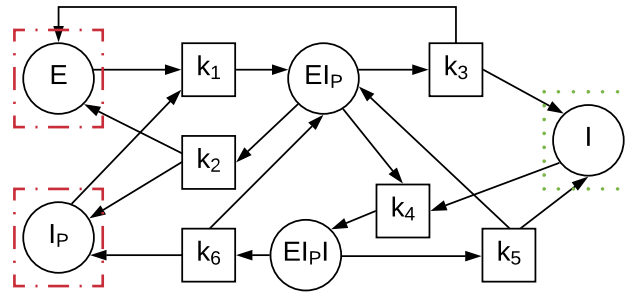 E
k₁
EIₚ
k₃
k₂
I
Iₚ
k₆
EIₚI
k₄
k₅